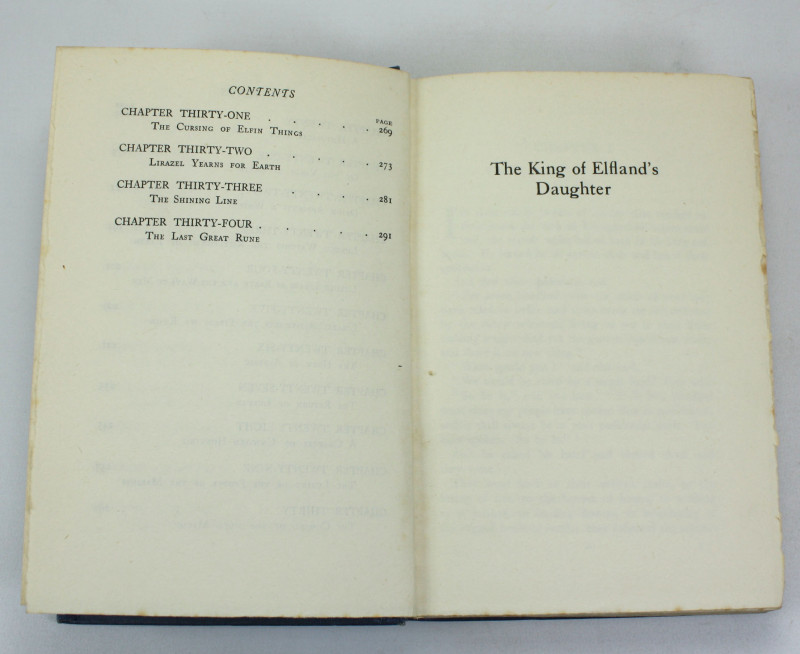 CONTENTS
PAGE
CHAPTER THIRTY-ONE . . . . .
The Cursing of Elfin Things 269
CHAPTER THIRTY-TWO . . . . .
Lirazel Yearns for Earth 273
CHAPTER THIRTY-THREE . . . .
The Shining Line 281
CHAPTER THIRTY-FOUR . . . . .
The Last Great Rune 291
The King of Elfland's
Daughter